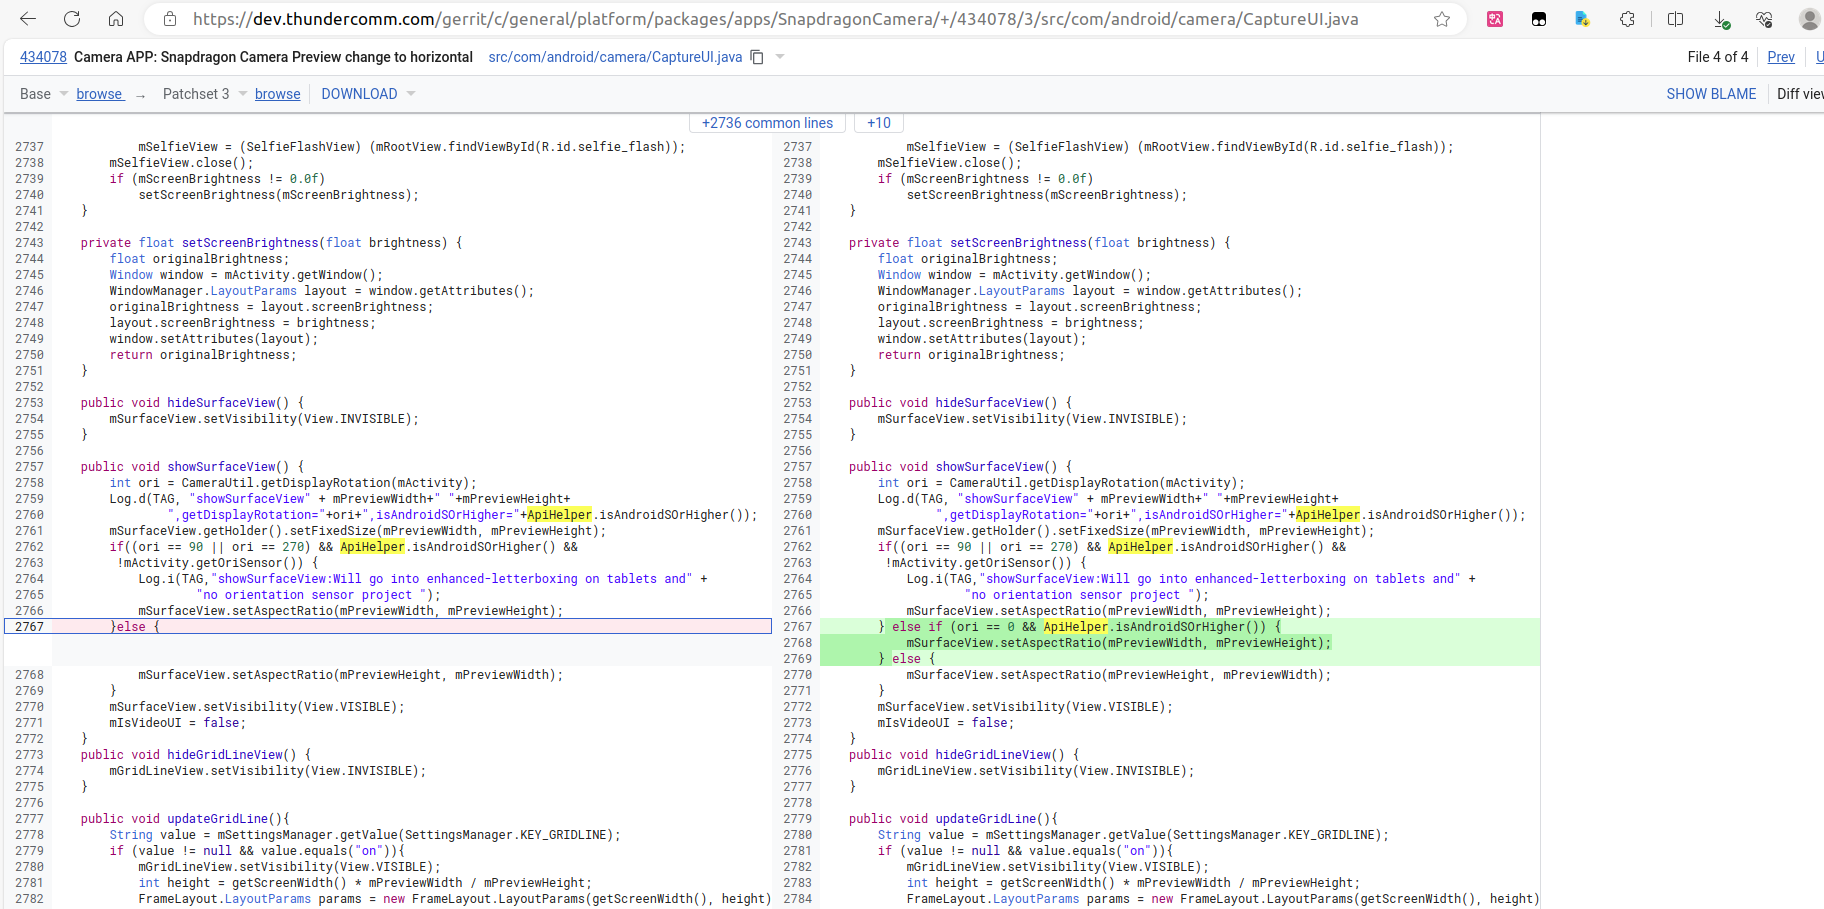 https://dev.thundercomm.com/gerrit/c/general/platform/packages/apps/SnapdragonCamera/+/434078/3/src/com/android/camera/CaptureUI.java
434078 Camera APP: Snapdragon Camera Preview change to horizontal src/com/android/camera/CaptureUI.java File 4 of 4 Prev
Base browse → Patchset 3 browse DOWNLOAD SHOW BLAME Diff view
+2736 common lines +10
2737 mSelfieView = (SelfieFlashView) (mRootView.findViewById(R.id.selfie_flash)); 2737 mSelfieView = (SelfieFlashView) (mRootView.findViewById(R.id.selfie_flash));
2738 mSelfieView.close(); 2738 mSelfieView.close();
2739 if (mScreenBrightness != 0.0f) 2739 if (mScreenBrightness != 0.0f)
2740 setScreenBrightness(mScreenBrightness); 2740 setScreenBrightness(mScreenBrightness);
2741 } 2741 }
2742 2742
2743 private float setScreenBrightness(float brightness) { 2743 private float setScreenBrightness(float brightness) {
2744 float originalBrightness; 2744 float originalBrightness;
2745 Window window = mActivity.getWindow(); 2745 Window window = mActivity.getWindow();
2746 WindowManager.LayoutParams layout = window.getAttributes(); 2746 WindowManager.LayoutParams layout = window.getAttributes();
2747 originalBrightness = layout.screenBrightness; 2747 originalBrightness = layout.screenBrightness;
2748 layout.screenBrightness = brightness; 2748 layout.screenBrightness = brightness;
2749 window.setAttributes(layout); 2749 window.setAttributes(layout);
2750 return originalBrightness; 2750 return originalBrightness;
2751 } 2751 }
2752 2752
2753 public void hideSurfaceView() { 2753 public void hideSurfaceView() {
2754 mSurfaceView.setVisibility(View.INVISIBLE); 2754 mSurfaceView.setVisibility(View.INVISIBLE);
2755 } 2755 }
2756 2756
2757 public void showSurfaceView() { 2757 public void showSurfaceView() {
2758 int ori = CameraUtil.getDisplayRotation(mActivity); 2758 int ori = CameraUtil.getDisplayRotation(mActivity);
2759 Log.d(TAG, "showSurfaceView" + mPreviewWidth+" "+mPreviewHeight+ 2759 Log.d(TAG, "showSurfaceView" + mPreviewWidth+" "+mPreviewHeight+
2760 ",getDisplayRotation="+ori+",isAndroidSOrHigher="+ApiHelper.isAndroidSOrHigher()); 2760 ",getDisplayRotation="+ori+",isAndroidSOrHigher="+ApiHelper.isAndroidSOrHigher());
2761 mSurfaceView.getHolder().setFixedSize(mPreviewWidth, mPreviewHeight); 2761 mSurfaceView.getHolder().setFixedSize(mPreviewWidth, mPreviewHeight);
2762 if((ori == 90 || ori == 270) && ApiHelper.isAndroidSOrHigher() && 2762 if((ori == 90 || ori == 270) && ApiHelper.isAndroidSOrHigher() &&
2763 !mActivity.getOriSensor()) { 2763 !mActivity.getOriSensor()) {
2764 Log.i(TAG,"showSurfaceView:Will go into enhanced-letterboxing on tablets and" + 2764 Log.i(TAG,"showSurfaceView:Will go into enhanced-letterboxing on tablets and" +
2765 "no orientation sensor project "); 2765 "no orientation sensor project ");
2766 mSurfaceView.setAspectRatio(mPreviewWidth, mPreviewHeight); 2766 mSurfaceView.setAspectRatio(mPreviewWidth, mPreviewHeight);
2767 }else { 2767 } else if (ori == 0 && ApiHelper.isAndroidSOrHigher()) {
2768 mSurfaceView.setAspectRatio(mPreviewWidth, mPreviewHeight);
2769 } else {
2768 mSurfaceView.setAspectRatio(mPreviewHeight, mPreviewWidth); 2770 mSurfaceView.setAspectRatio(mPreviewHeight, mPreviewWidth);
2769 } 2771 }
2770 mSurfaceView.setVisibility(View.VISIBLE); 2772 mSurfaceView.setVisibility(View.VISIBLE);
2771 mIsVideoUI = false; 2773 mIsVideoUI = false;
2772 } 2774 }
2773 public void hideGridLineView() { 2775 public void hideGridLineView() {
2774 mGridLineView.setVisibility(View.INVISIBLE); 2776 mGridLineView.setVisibility(View.INVISIBLE);
2775 } 2777 }
2776 2778
2777 public void updateGridLine(){ 2779 public void updateGridLine(){
2778 String value = mSettingsManager.getValue(SettingsManager.KEY_GRIDLINE); 2780 String value = mSettingsManager.getValue(SettingsManager.KEY_GRIDLINE);
2779 if (value != null && value.equals("on")){ 2781 if (value != null && value.equals("on")){
2780 mGridLineView.setVisibility(View.VISIBLE); 2782 mGridLineView.setVisibility(View.VISIBLE);
2781 int height = getScreenWidth() * mPreviewWidth / mPreviewHeight; 2783 int height = getScreenWidth() * mPreviewWidth / mPreviewHeight;
2782 FrameLayout.LayoutParams params = new FrameLayout.LayoutParams(getScreenWidth(), height) 2784 FrameLayout.LayoutParams params = new FrameLayout.LayoutParams(getScreenWidth(), height)